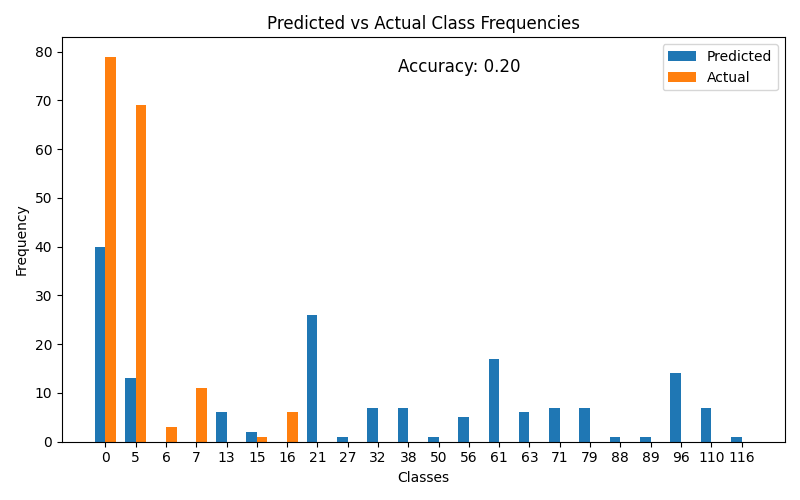 Predicted vs Actual Class Frequencies
Accuracy: 0.20
Predicted
Actual
Frequency
80
70
60
50
40
30
20
10
0
0 5 6 7 13 15 16 21 27 32 38 50 56 61 63 71 79 88 89 96 110 116
Classes